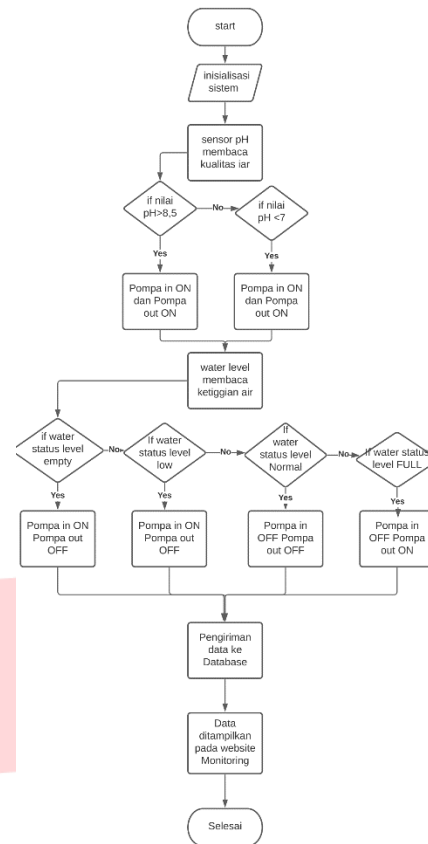 start
inisialisasi
sistem
sensor pH
membaca
kualitas iar
if nilai
pH>8,5
No
if nilai
pH <7
Yes
Yes
Pompa in ON
dan Pompa
out ON
Pompa in ON
dan Pompa
out ON
water level
membaca
ketiggian air
if water
status level
empty
No
If water
status level
low
No
If
water
status level
Normal
No
If water status
level FULL
Yes
Yes
Yes
Yes
Pompa in ON
Pompa out
OFF
Pompa in ON
Pompa out
OFF
Pompa in
OFF Pompa
out OFF
Pompa in
OFF Pompa
out ON
Pengiriman
data ke
Database
Data
ditampilkan
pada website
Monitoring
Selesai